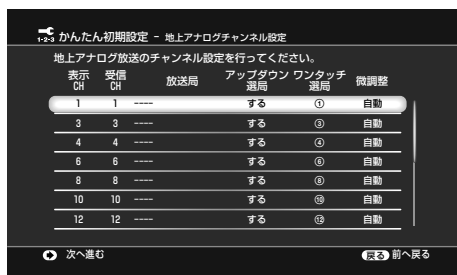 1・2・3 かんたん初期設定 - 地上アナログチャンネル設定
地上アナログ放送のチャンネル設定を行ってください。
表示CH 受信CH 放送局 アップダウン選局 ワンタッチ選局 微調整
1 1 ---- する ① 自動
3 3 ---- する ③ 自動
4 4 ---- する ④ 自動
6 6 ---- する ⑥ 自動
8 8 ---- する ⑧ 自動
10 10 ---- する ⑩ 自動
12 12 ---- する ⑫ 自動
次へ進む 戻る 前へ戻る